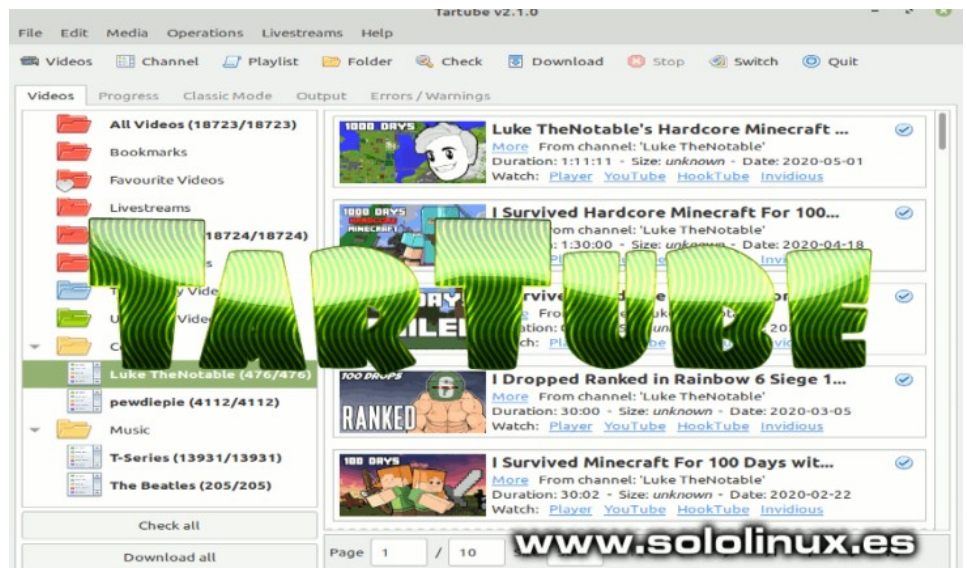 Tartube v2.1.0
File Edit Media Operations Livestreams Help
Videos Channel Playlist Folder Check Download Stop Switch Quit
Videos Progress Classic Mode Output Errors / Warnings
All Videos (18723/18723)
Bookmarks
Favourite Videos
Livestreams
18724/18724)
Luke TheNotable (476/476)
pewdiepie (4112/4112)
Music
T-Series (13931/13931)
The Beatles (205/205)
Check all
Download all
1000 DAYS
Luke TheNotable's Hardcore Minecraft ...
More From channel: 'Luke TheNotable'
Duration: 1:11:11 - Size: unknown - Date: 2020-05-01
Watch: Player YouTube HookTube Invidious
1000 DAYS
HARDCORE
MINECRAFT
I Survived Hardcore Minecraft For 100...
om channel: 'Luke TheNotable'
: 1:30:00 - Size: unknown - Date: 2020-04-18
TARTUBE
100 DROPS
RANKED
I Dropped Ranked in Rainbow 6 Siege 1...
More From channel: 'Luke TheNotable'
Duration: 30:00 - Size: unknown - Date: 2020-03-05
Watch: Player YouTube HookTube Invidious
100 DAYS
I Survived Minecraft For 100 Days wit...
More From channel: 'Luke TheNotable'
Duration: 30:02 - Size: unknown - Date: 2020-02-22
Watch: Player YouTube HookTube Invidious
Page 1 / 10
www.sololinux.es